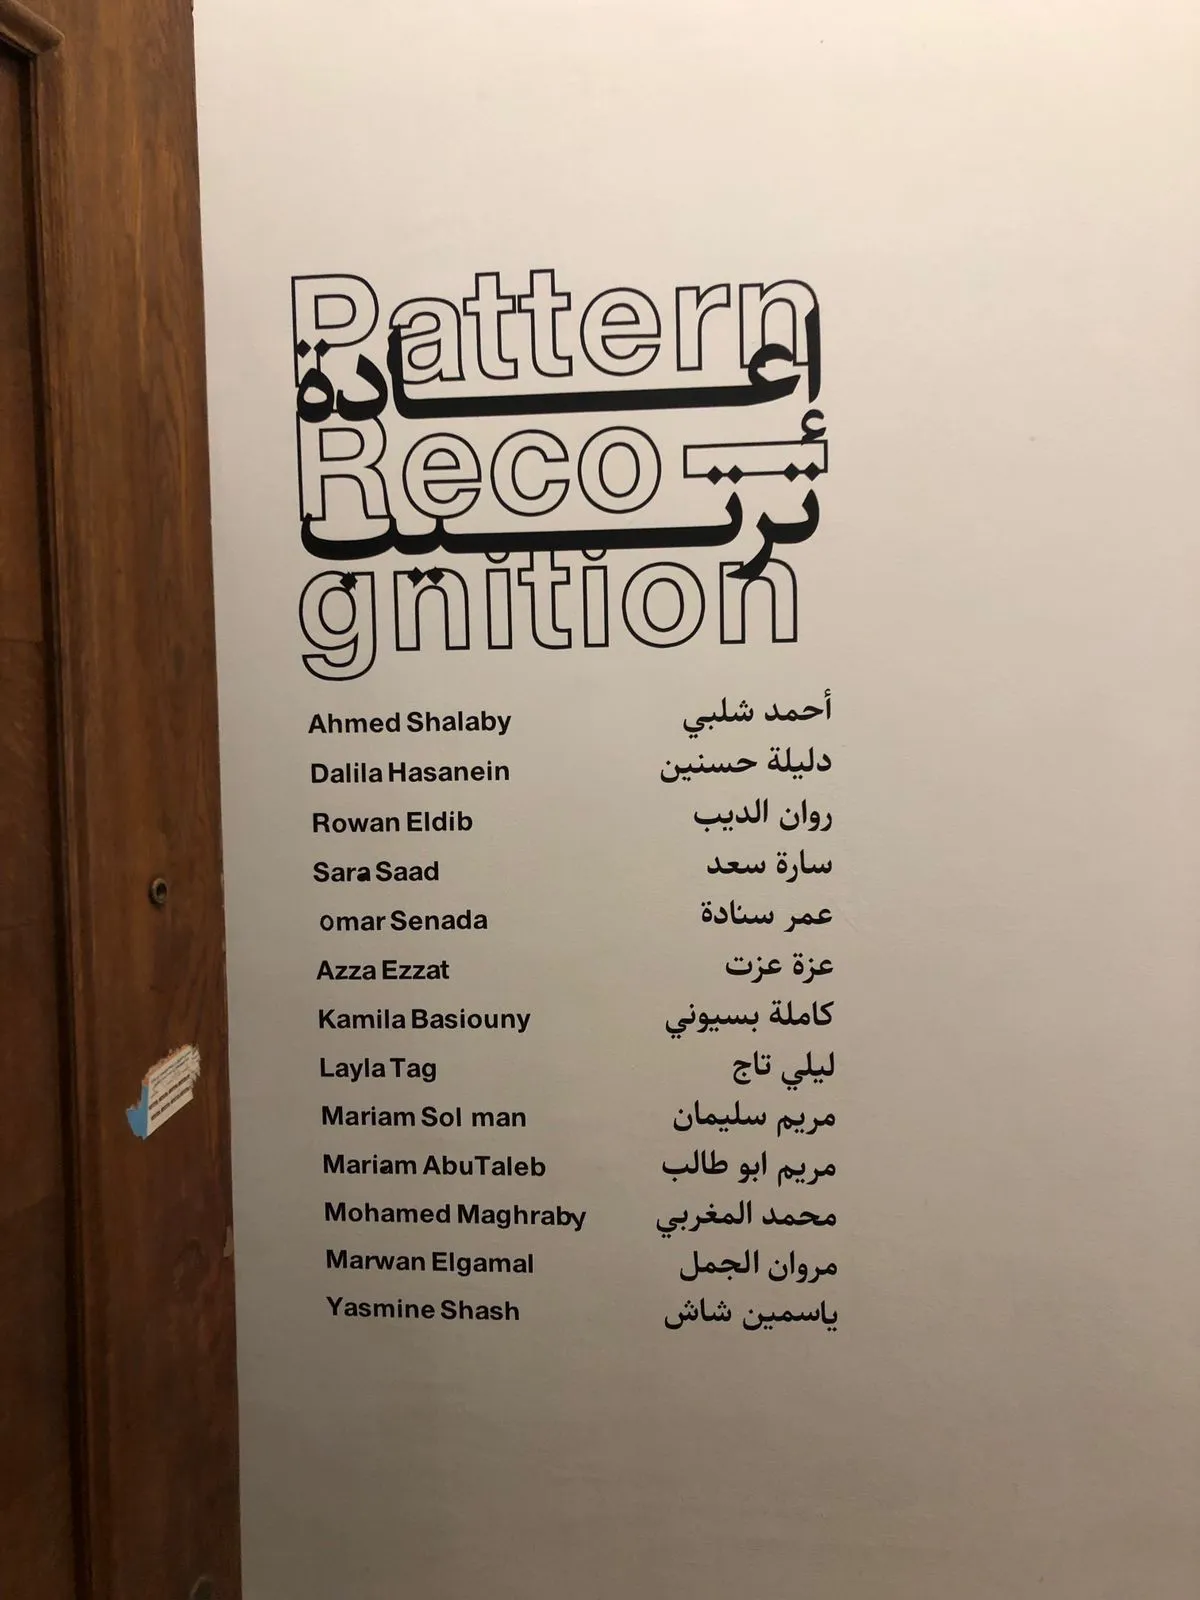 Pattern
إعادة
Reco-
ترتيب
gnition
Ahmed Shalaby أحمد شلبي
Dalila Hasanein دليلة حسنين
Rowan Eldib روان الديب
Sara Saad سارة سعد
omar Senada عمر سنادة
Azza Ezzat عزة عزت
Kamila Basiouny كاملة بسيوني
Layla Tag ليلي تاج
Mariam Sol man مريم سليمان
Mariam AbuTaleb مريم ابو طالب
Mohamed Maghraby محمد المغربي
Marwan Elgamal مروان الجمل
Yasmine Shash ياسمين شاش